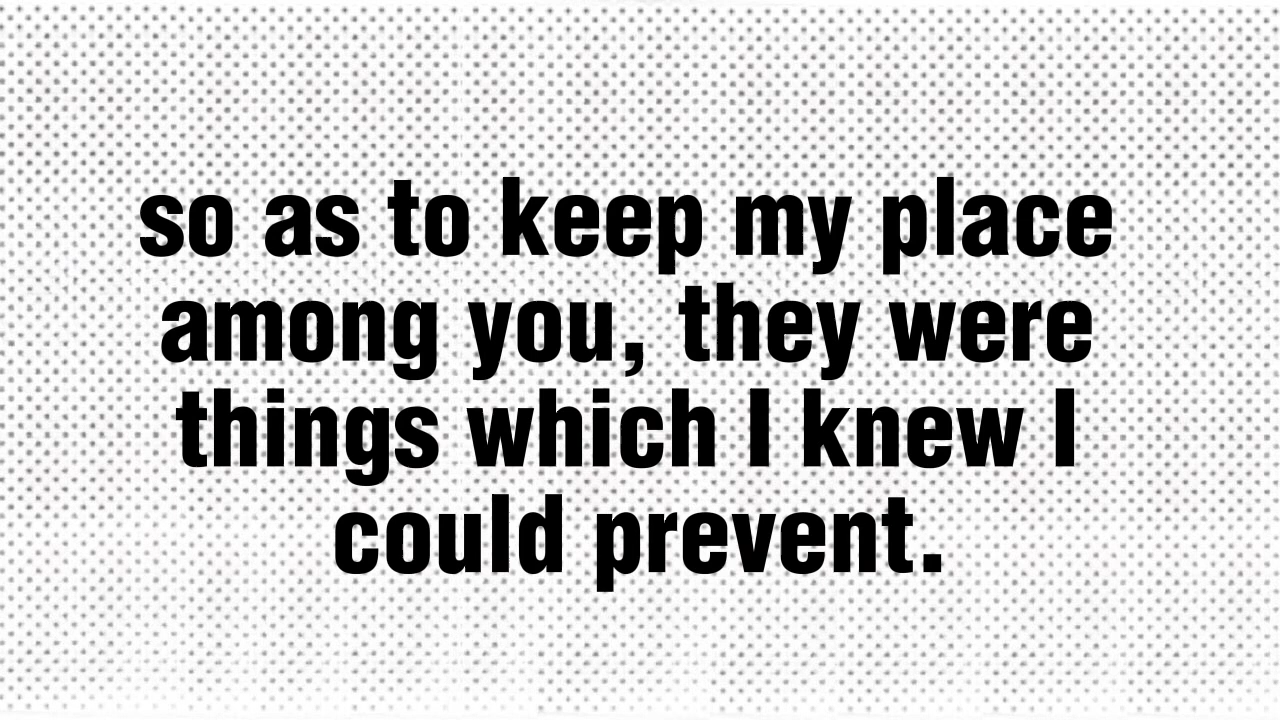 so as to keep my place
among you, they were
things which I knew I
could prevent.